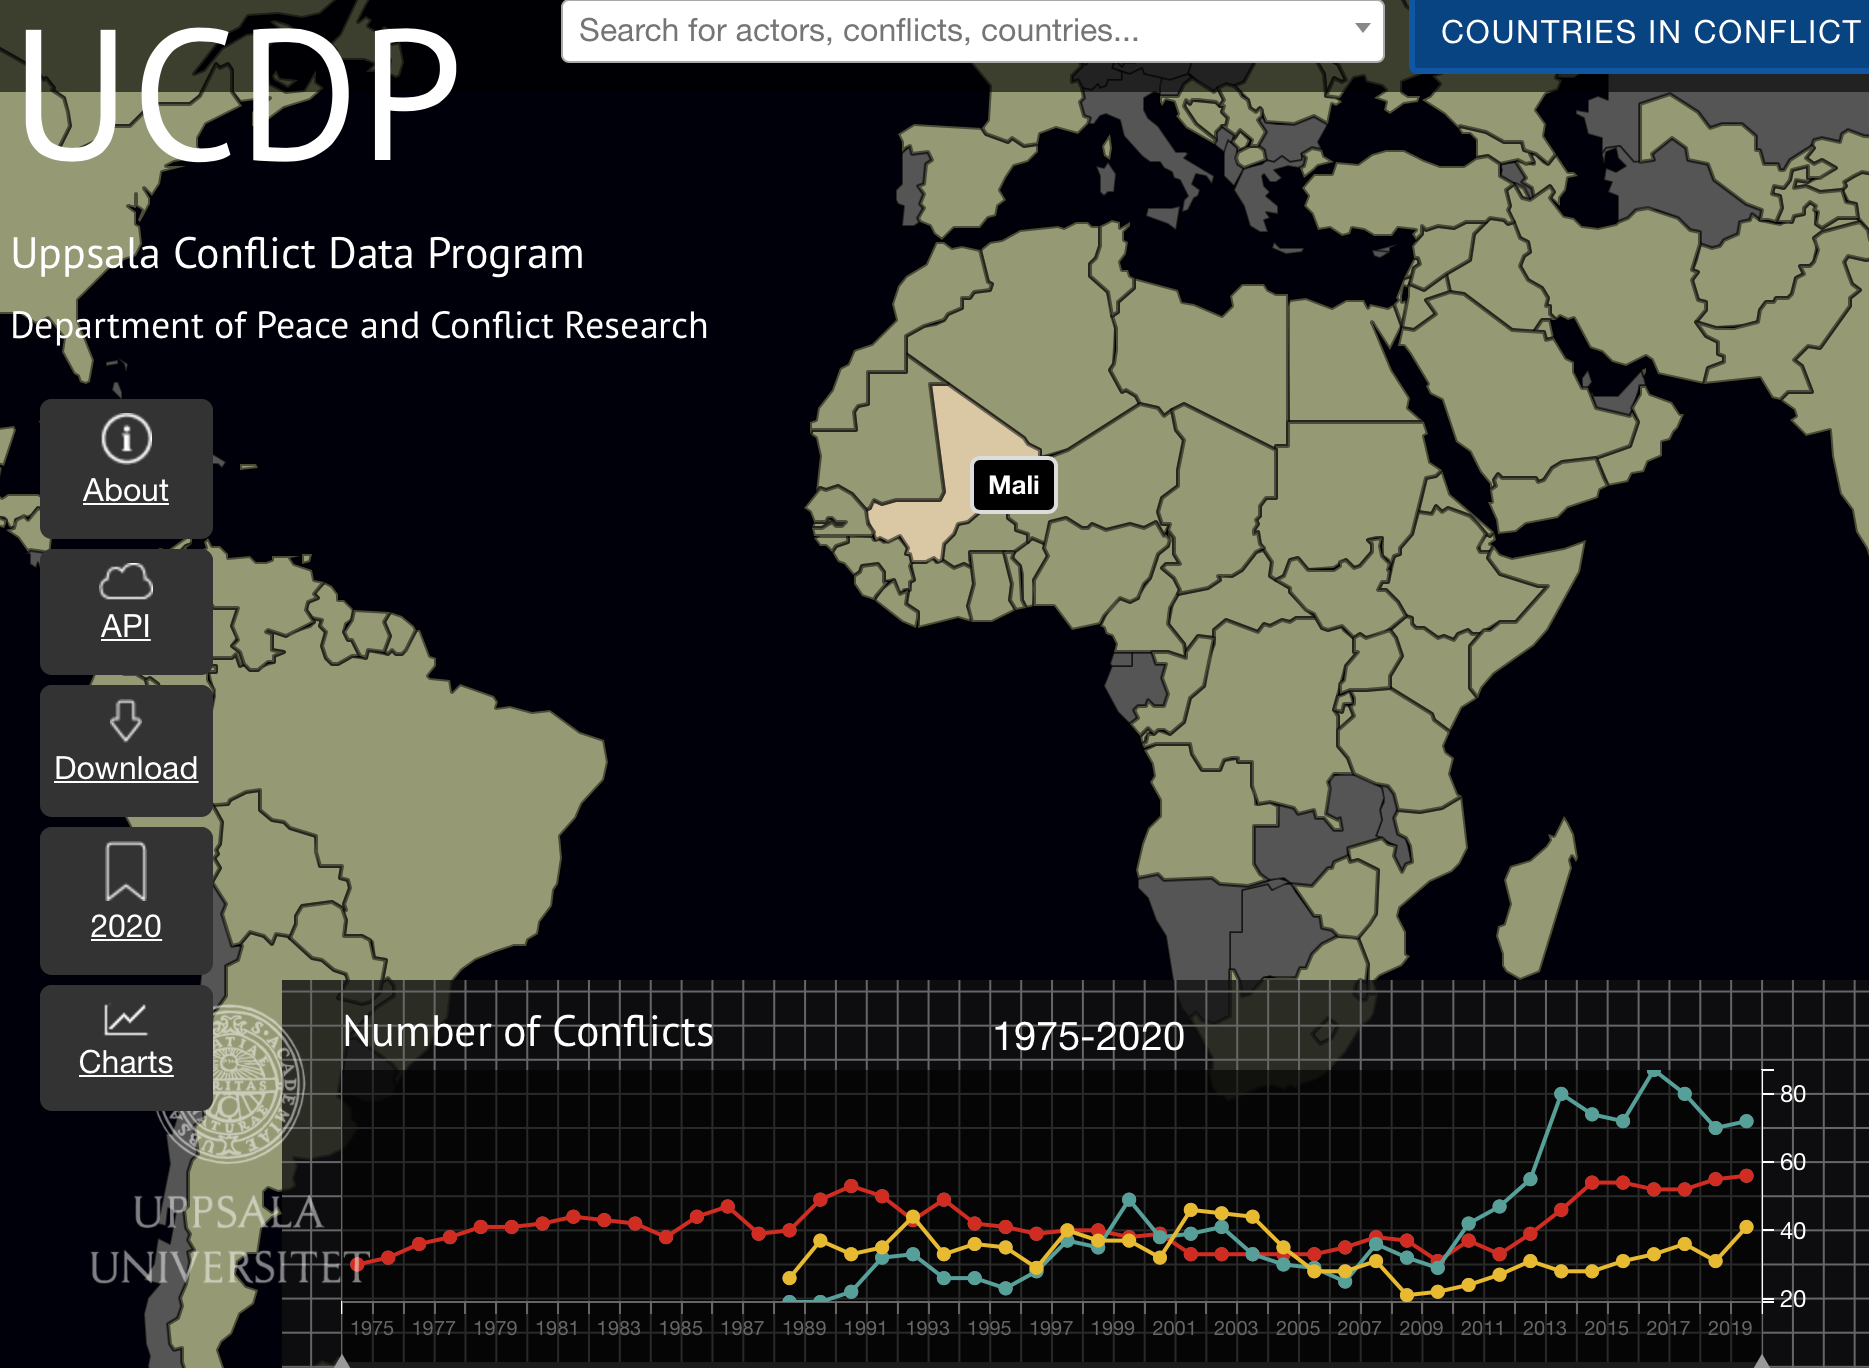 UCDP
Search for actors, conflicts, countries...
COUNTRIES IN CONFLICT
Uppsala Conflict Data Program
Department of Peace and Conflict Research
About
API
Download
2020
Charts
Mali
UPPSALA
UNIVERSITET
Number of Conflicts
1975-2020
80
60
40
20
1975 1977 1979 1981 1983 1985 1987 1989 1991 1993 1995 1997 1999 2001 2003 2005 2007 2009 2011 2013 2015 2017 2019